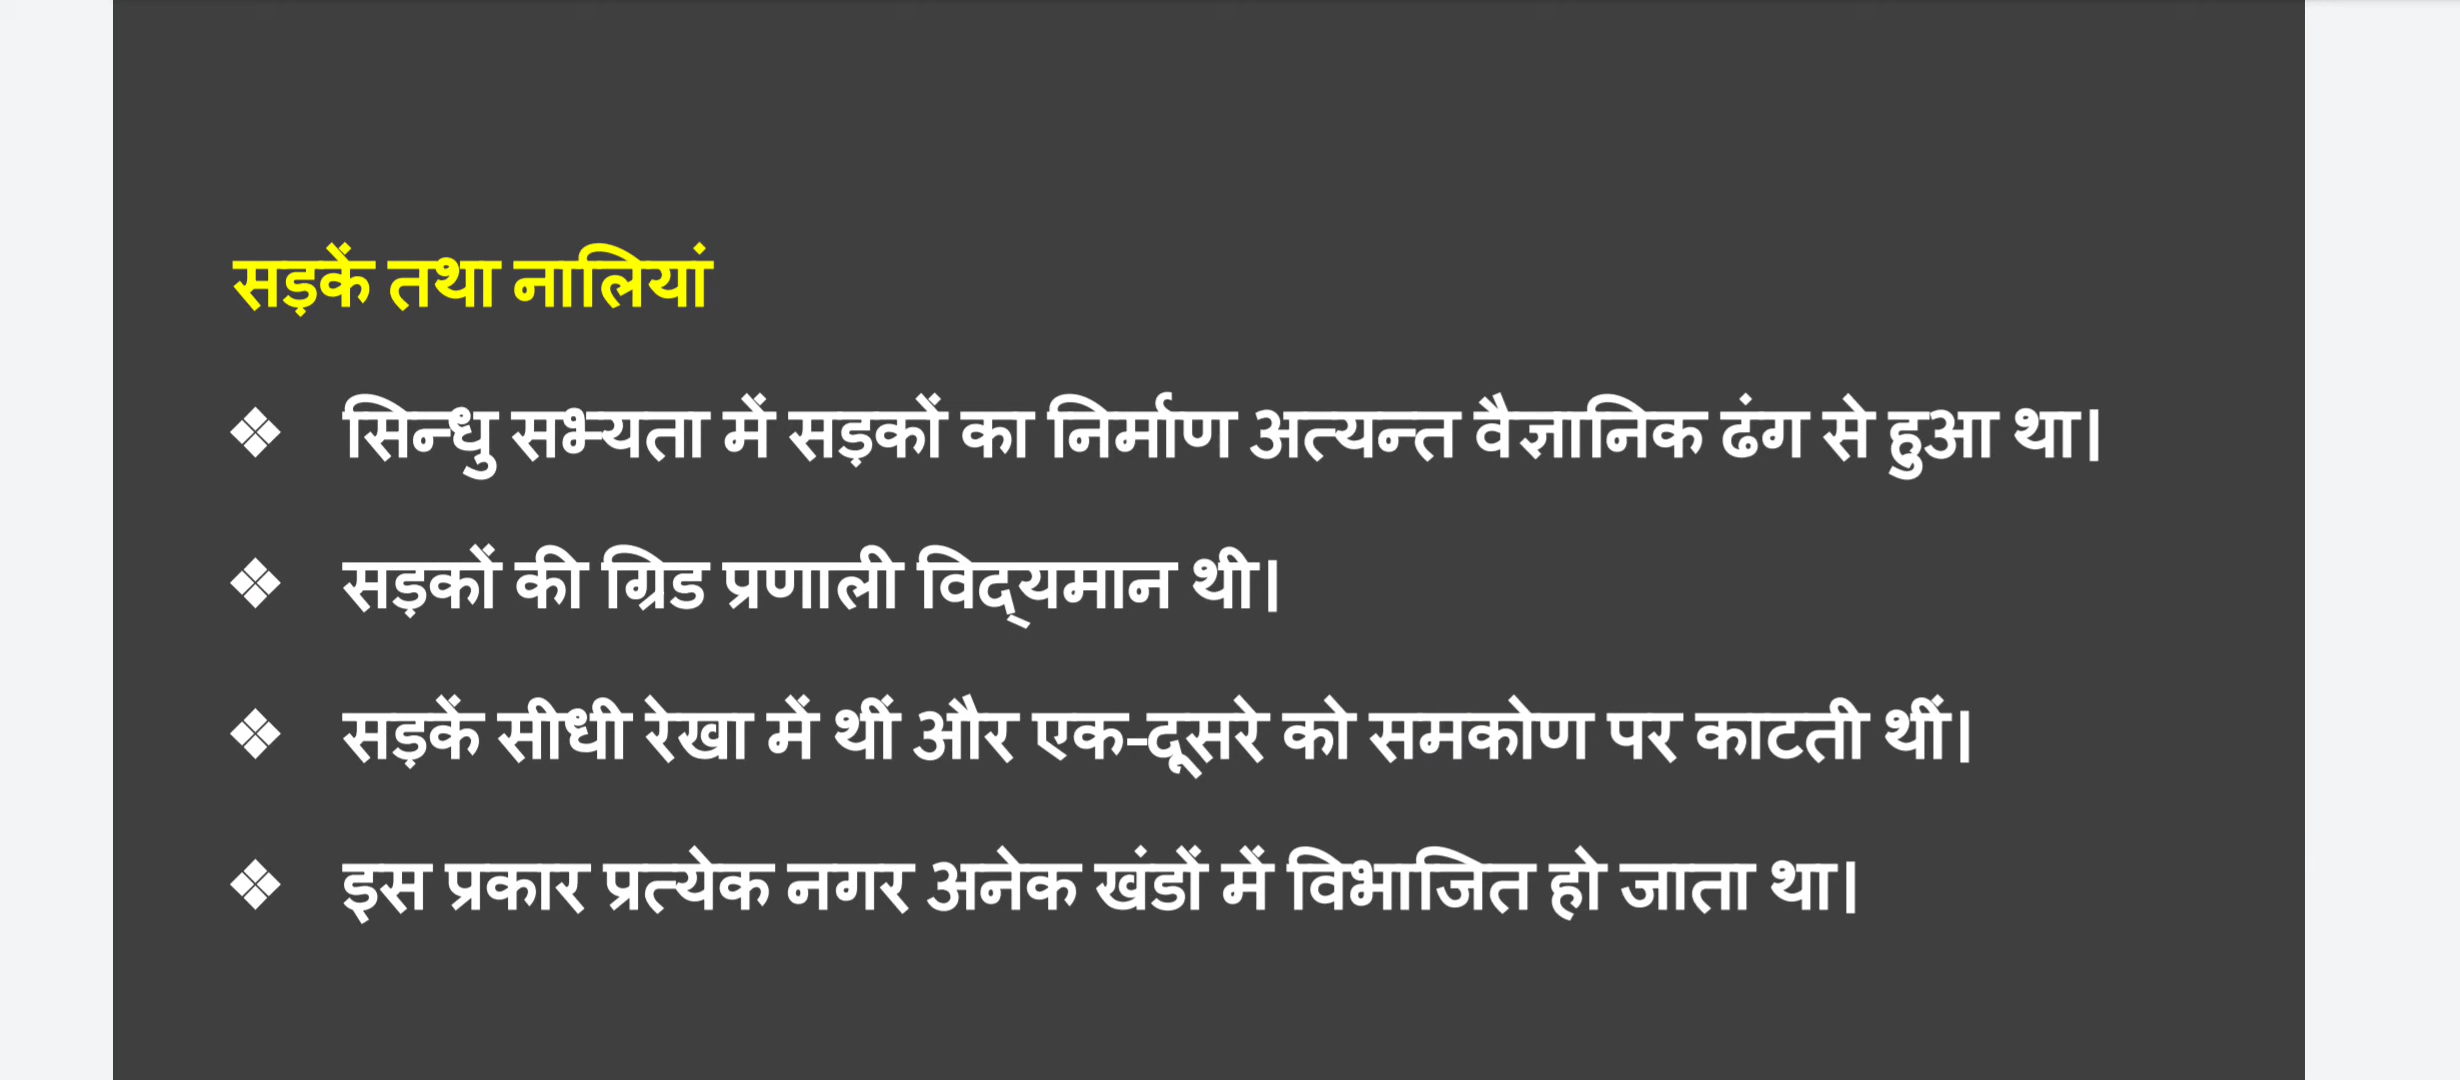 सड़कें तथा नालियां
❖ सिन्धु सभ्यता में सड़कों का निर्माण अत्यन्त वैज्ञानिक ढंग से हुआ था|
❖ सड़कों की ग्रिड प्रणाली विद्यमान थी|
❖ सड़कें सीधी रेखा में थीं और एक-दूसरे को समकोण पर काटती थीं|
❖ इस प्रकार प्रत्येक नगर अनेक खंडों में विभाजित हो जाता था|